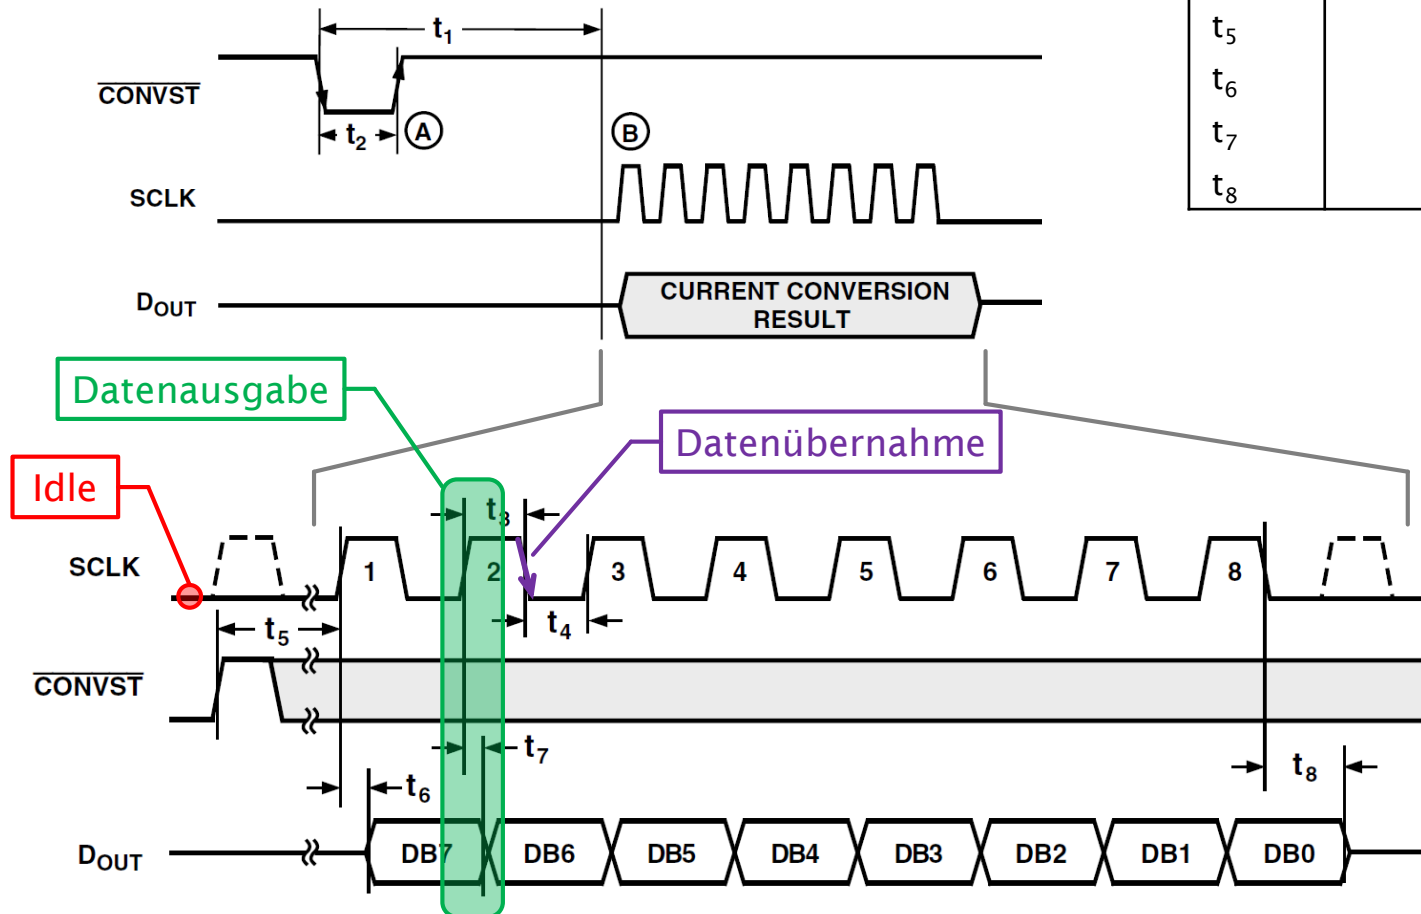 t1
t5
CONVST
t6
t2
A
B
t7
SCLK
t8
DOUT
CURRENT CONVERSION
RESULT
Datenausgabe
Datenübernahme
Idle
t3
SCLK
1
2
3
4
5
6
7
8
t5
t4
CONVST
t7
t8
t6
DOUT
DB7
DB6
DB5
DB4
DB3
DB2
DB1
DB0